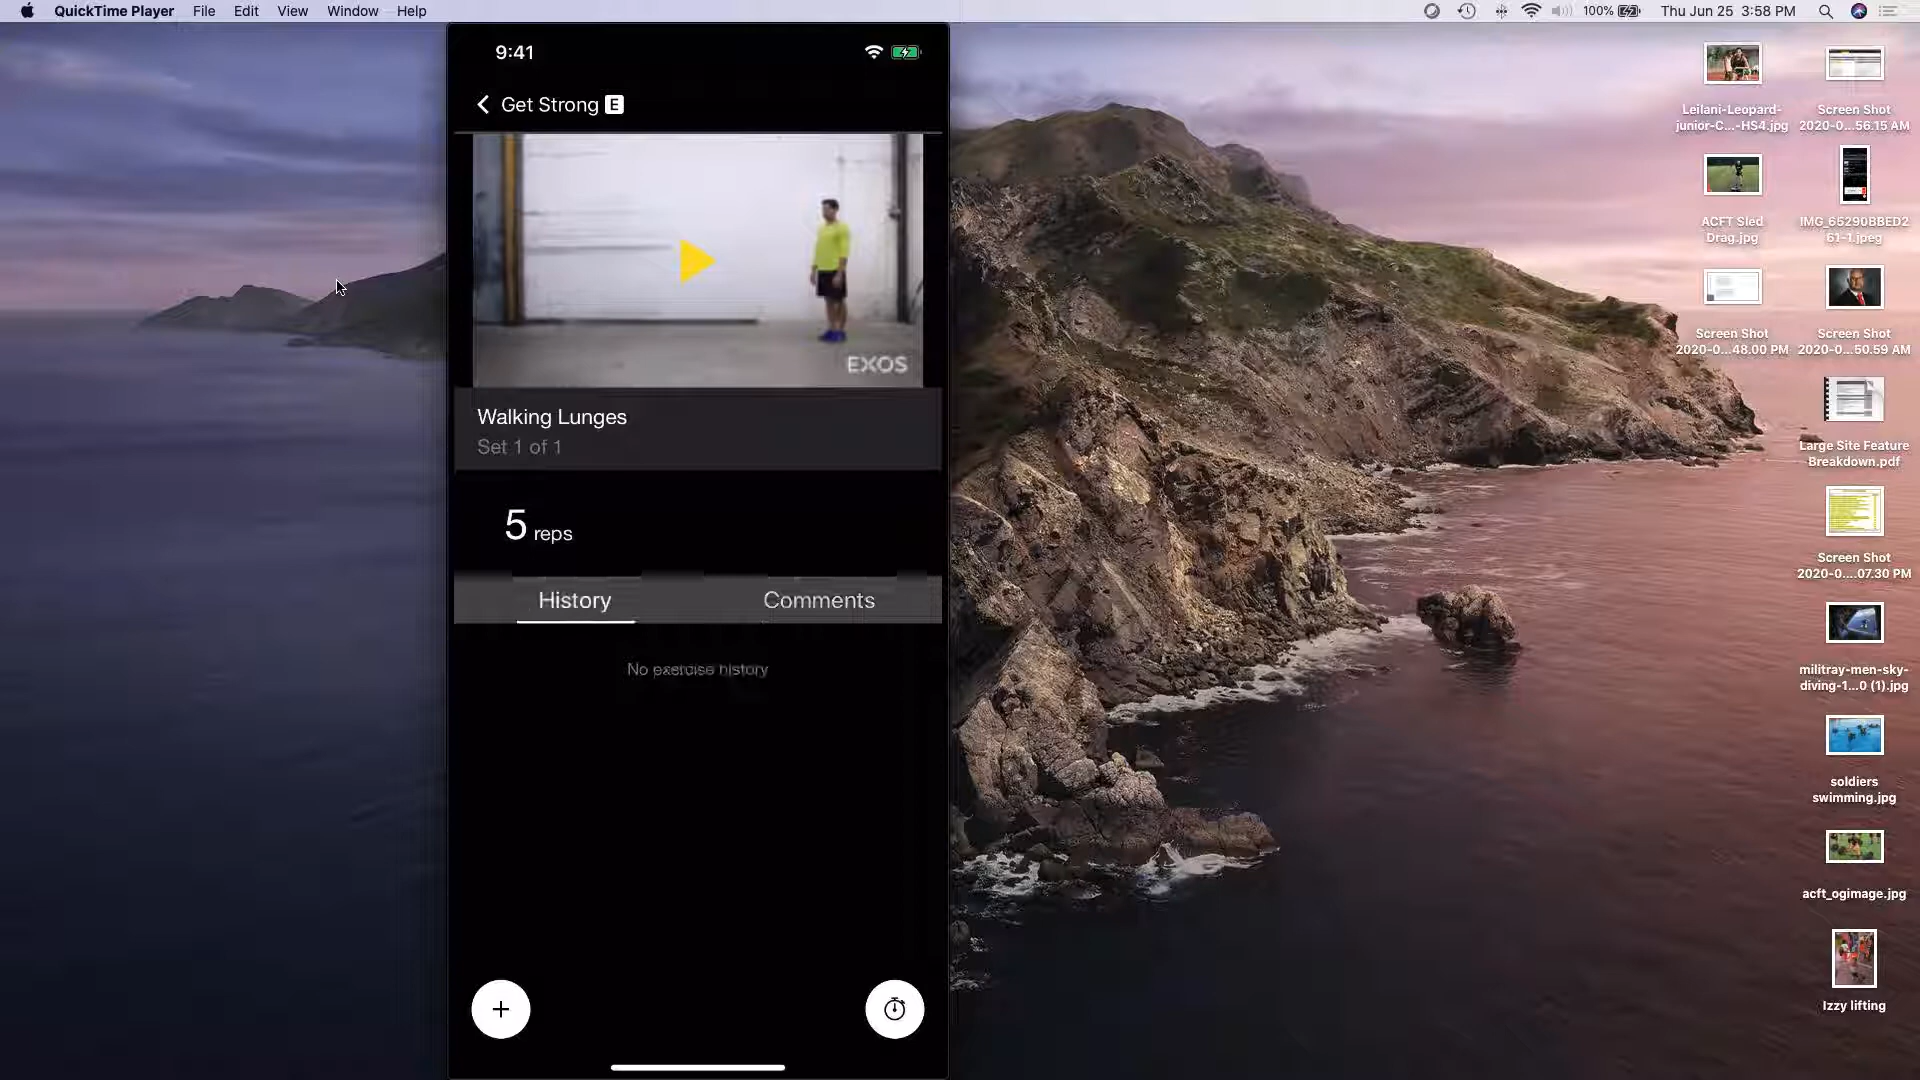 QuickTime Player File Edit View Window Help
100% Thu Jun 25 3:58 PM
9:41
Get Strong E
EXOS
Walking Lunges
Set 1 of 1
5 reps
History Comments
No exercise history
Leilani-Leopard-
junior-C...-HS4.jpg
Screen Shot
2020-0...56.15 AM
ACFT Sled
Drag.jpg
IMG_65290BBED2
61-1.jpeg
Screen Shot
2020-0...48.00 PM
Screen Shot
2020-0...50.59 AM
Large Site Feature
Breakdown.pdf
Screen Shot
2020-0....07.30 PM
militray-men-sky-
diving-1...0 (1).jpg
soldiers
swimming.jpg
acft_ogimage.jpg
Izzy lifting